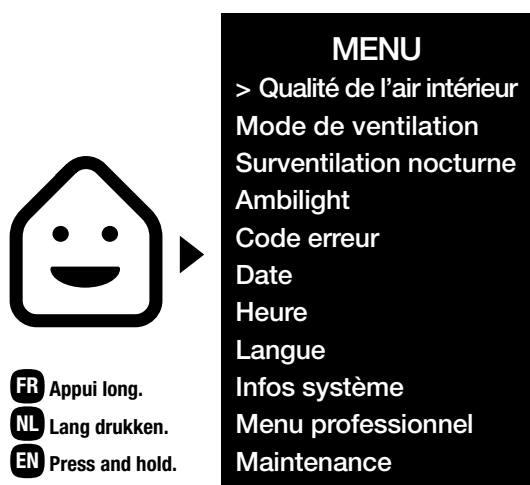 MENU
> Qualité de l’air intérieur
Mode de ventilation
Surventilation nocturne
Ambilight
Code erreur
Date
Heure
Langue
Infos système
Menu professionnel
Maintenance
FR Appui long.
NL Lang drukken.
EN Press and hold.